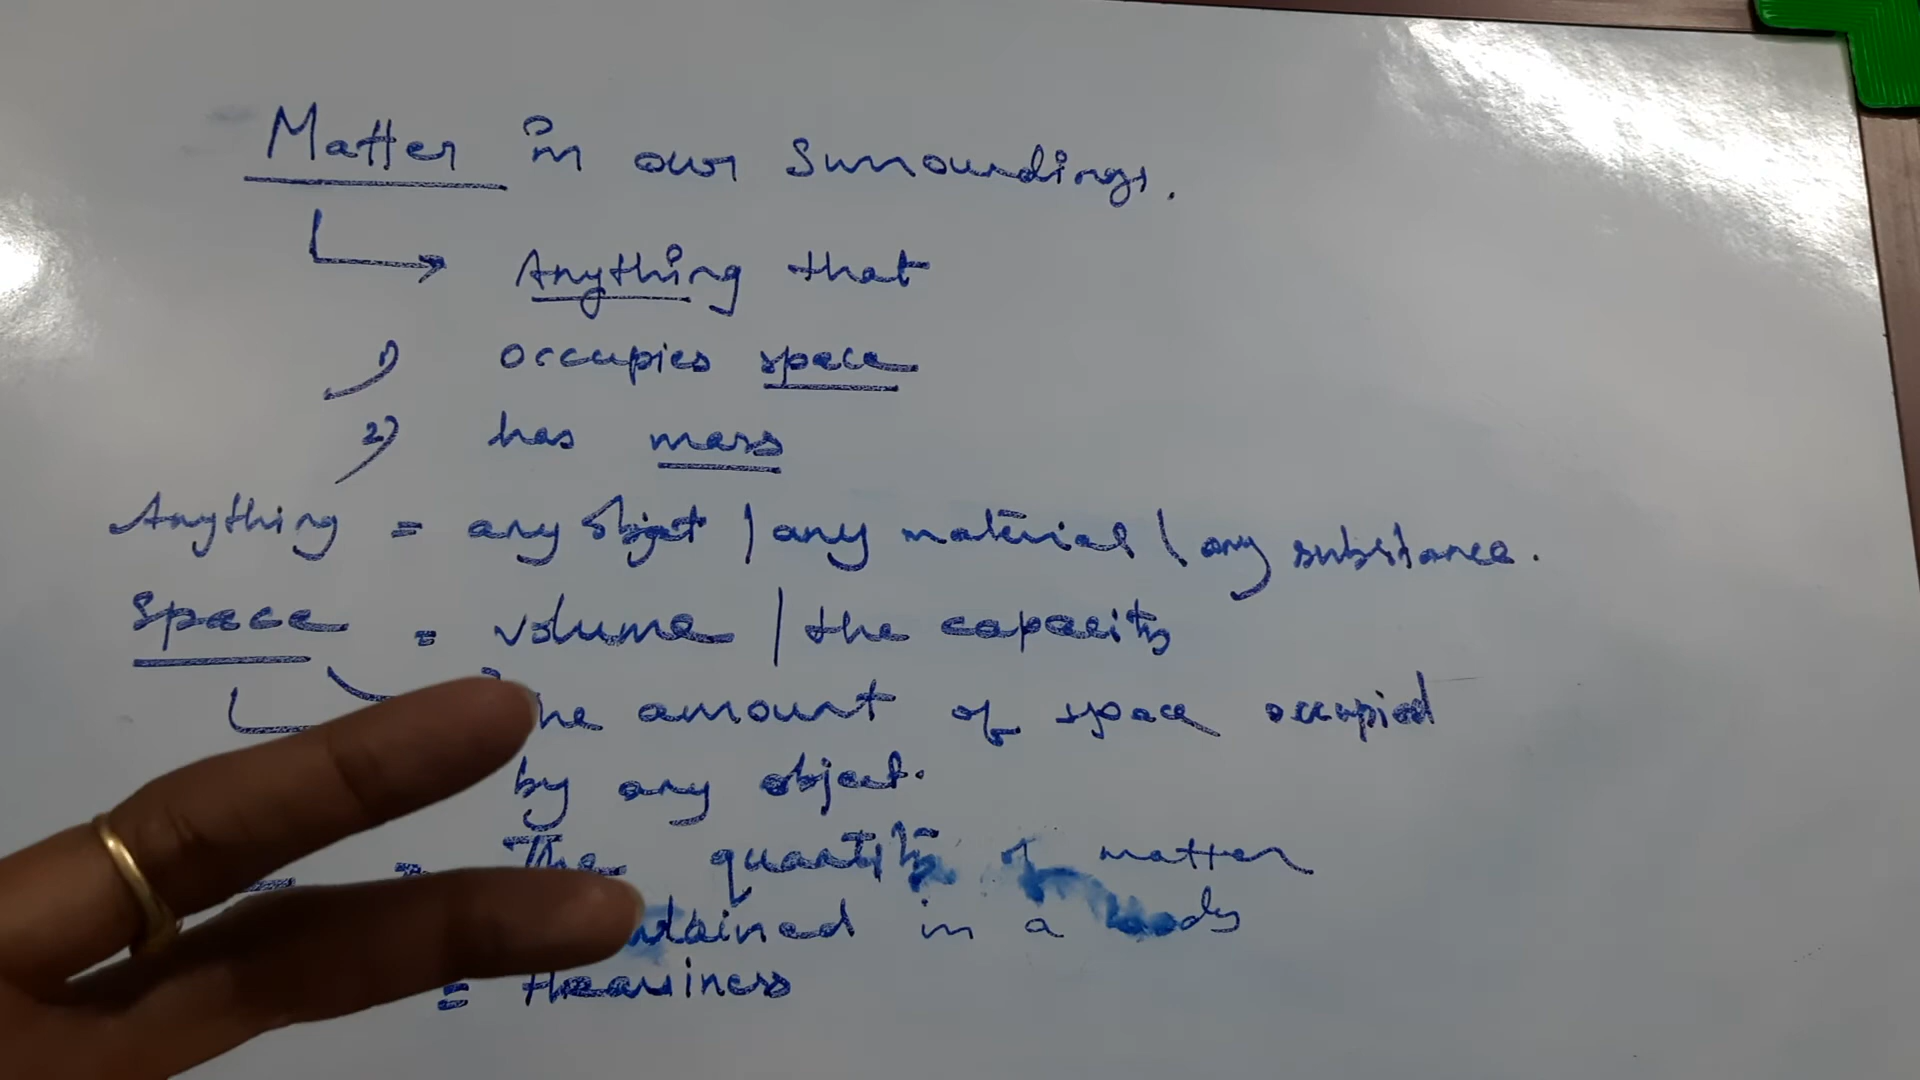 Matter in our surroundings.
Anything that
1) occupies space
2) has mass
Anything = any object / any material / any substance.
Space = volume / the capacity
The amount of space occupied
by any object.
= The quantity of matter
in a body
= Heaviness